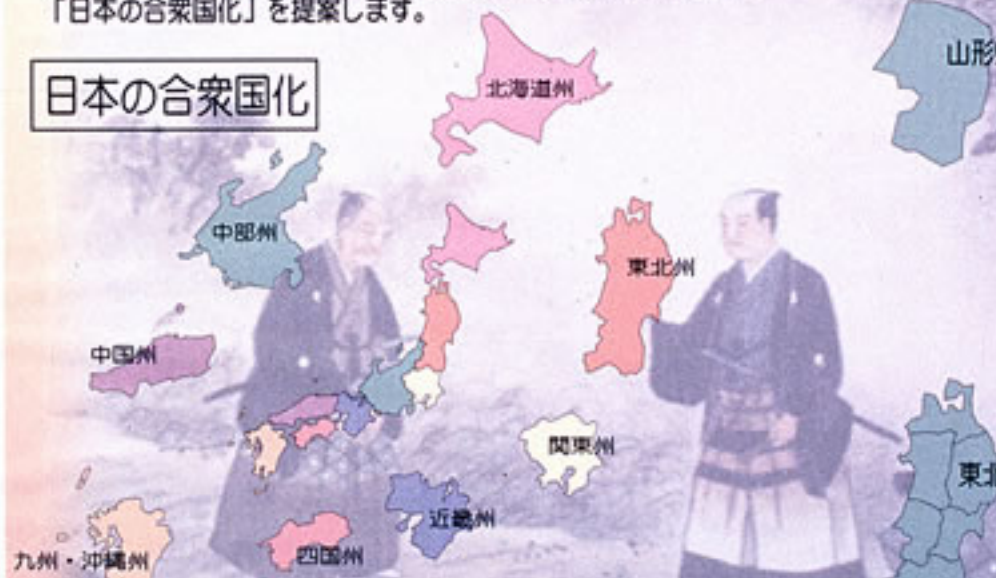 「日本の合衆国化」を提案します。
日本の合衆国化
北海道州
山形
中部州
東北州
中国州
関東州
近畿州
東北
九州・沖縄州
四国州